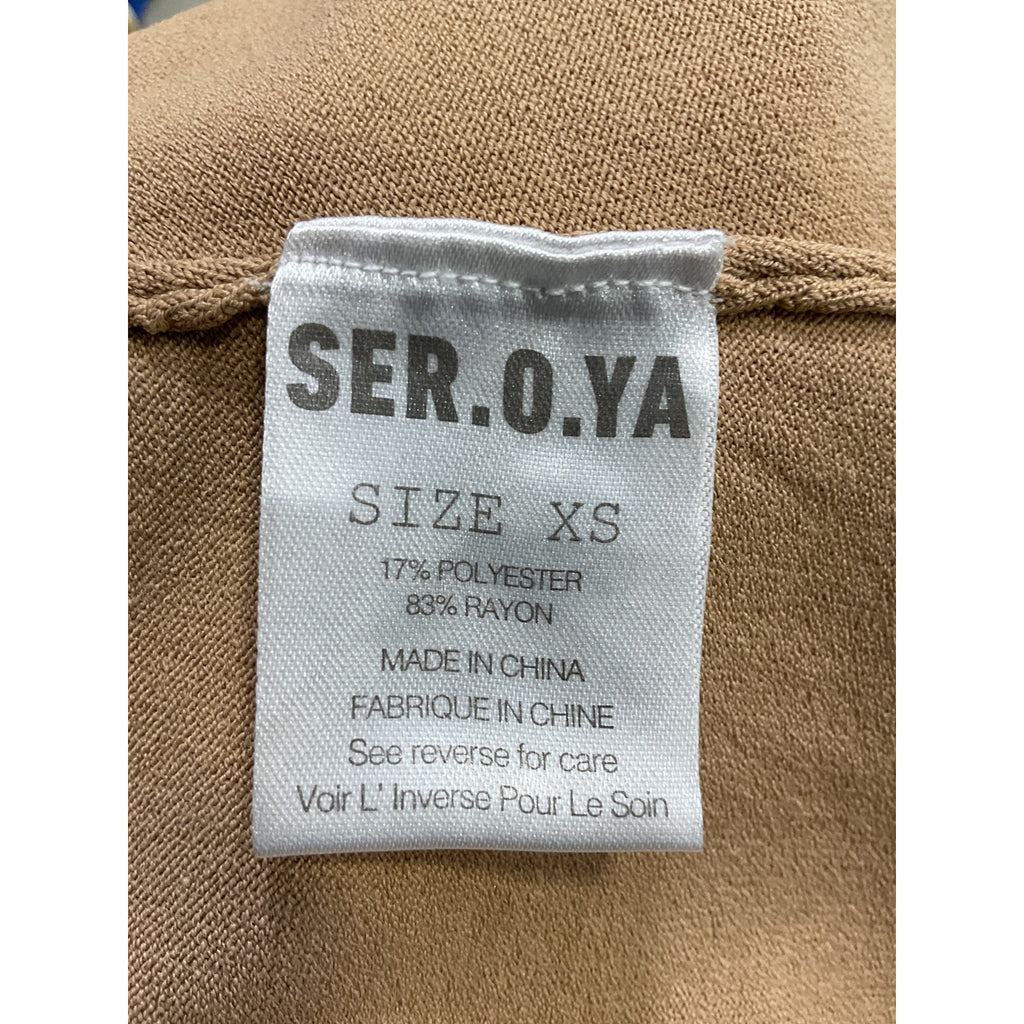 SER.O.YA
SIZE XS
17% POLYESTER
83% RAYON
MADE IN CHINA
FABRIQUE IN CHINE
See reverse for care
Voir L' Inverse Pour Le Soin